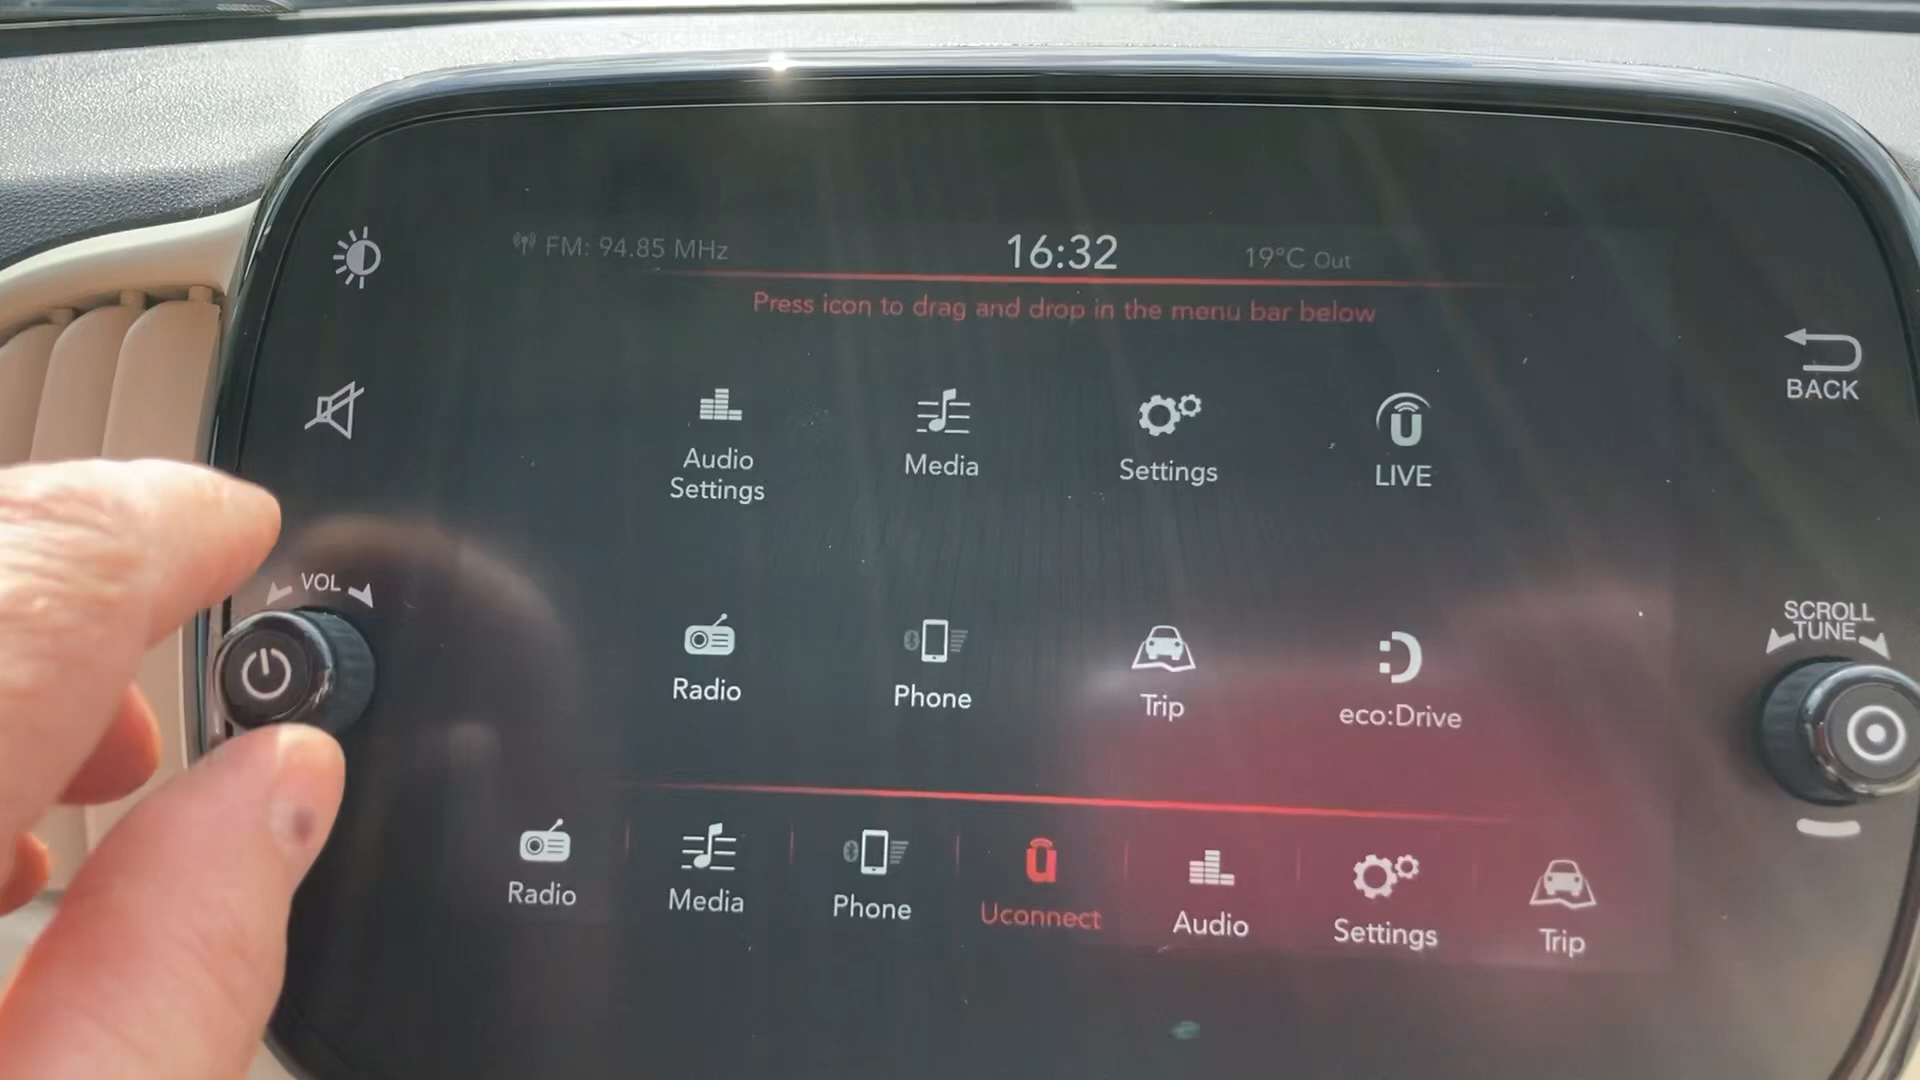 FM: 94.85 MHz
16:32
19°C Out
Press icon to drag and drop in the menu bar below
BACK
Audio
Settings
Media
Settings
LIVE
VOL
SCROLL
TUNE
Radio
Phone
Trip
eco:Drive
Radio
Media
Phone
Uconnect
Audio
Settings
Trip